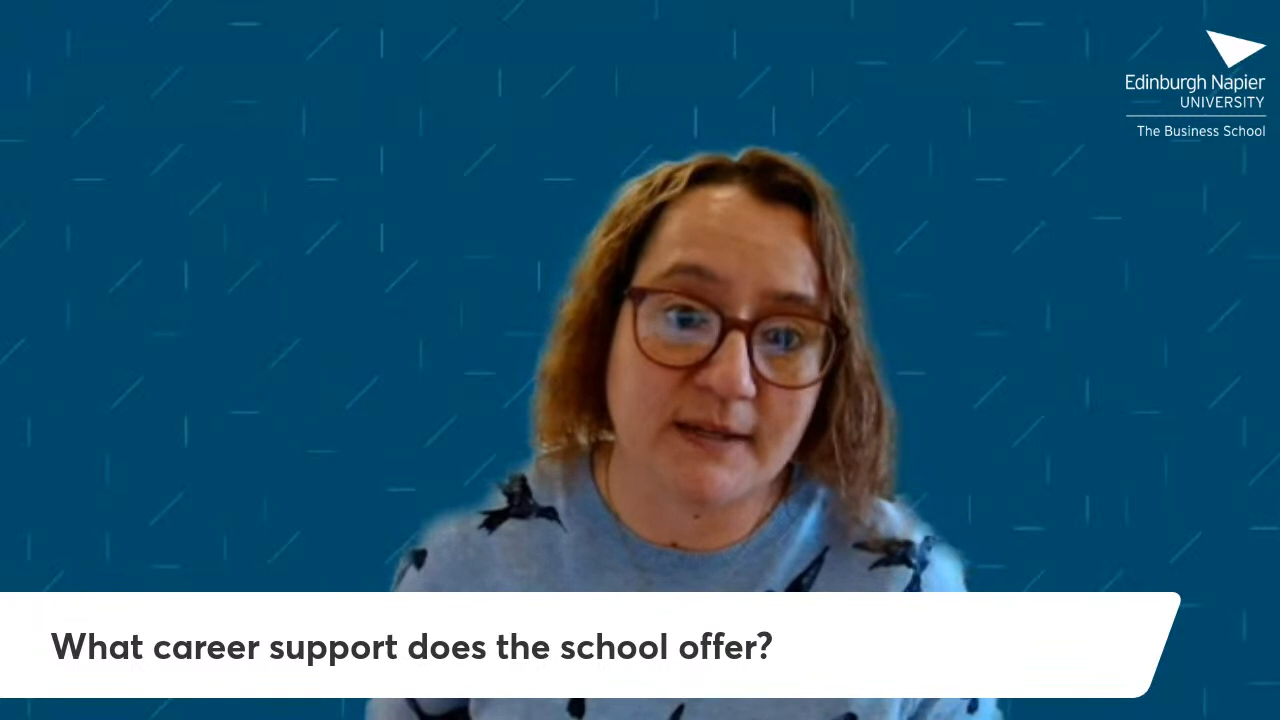 Edinburgh Napier
UNIVERSITY
The Business School
What career support does the school offer?